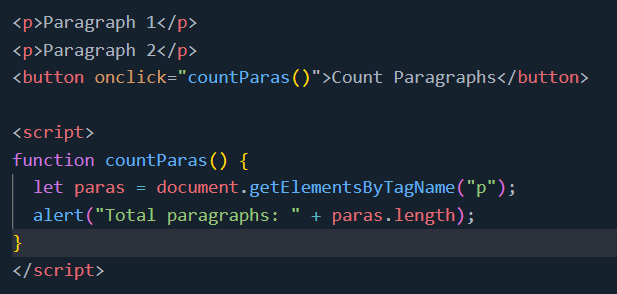 <p>Paragraph 1</p>
<p>Paragraph 2</p>
<button onclick="countParas()">Count Paragraphs</button>
<script>
function countParas() {
let paras = document.getElementsByTagName("p");
alert("Total paragraphs: " + paras.length);
}
</script>